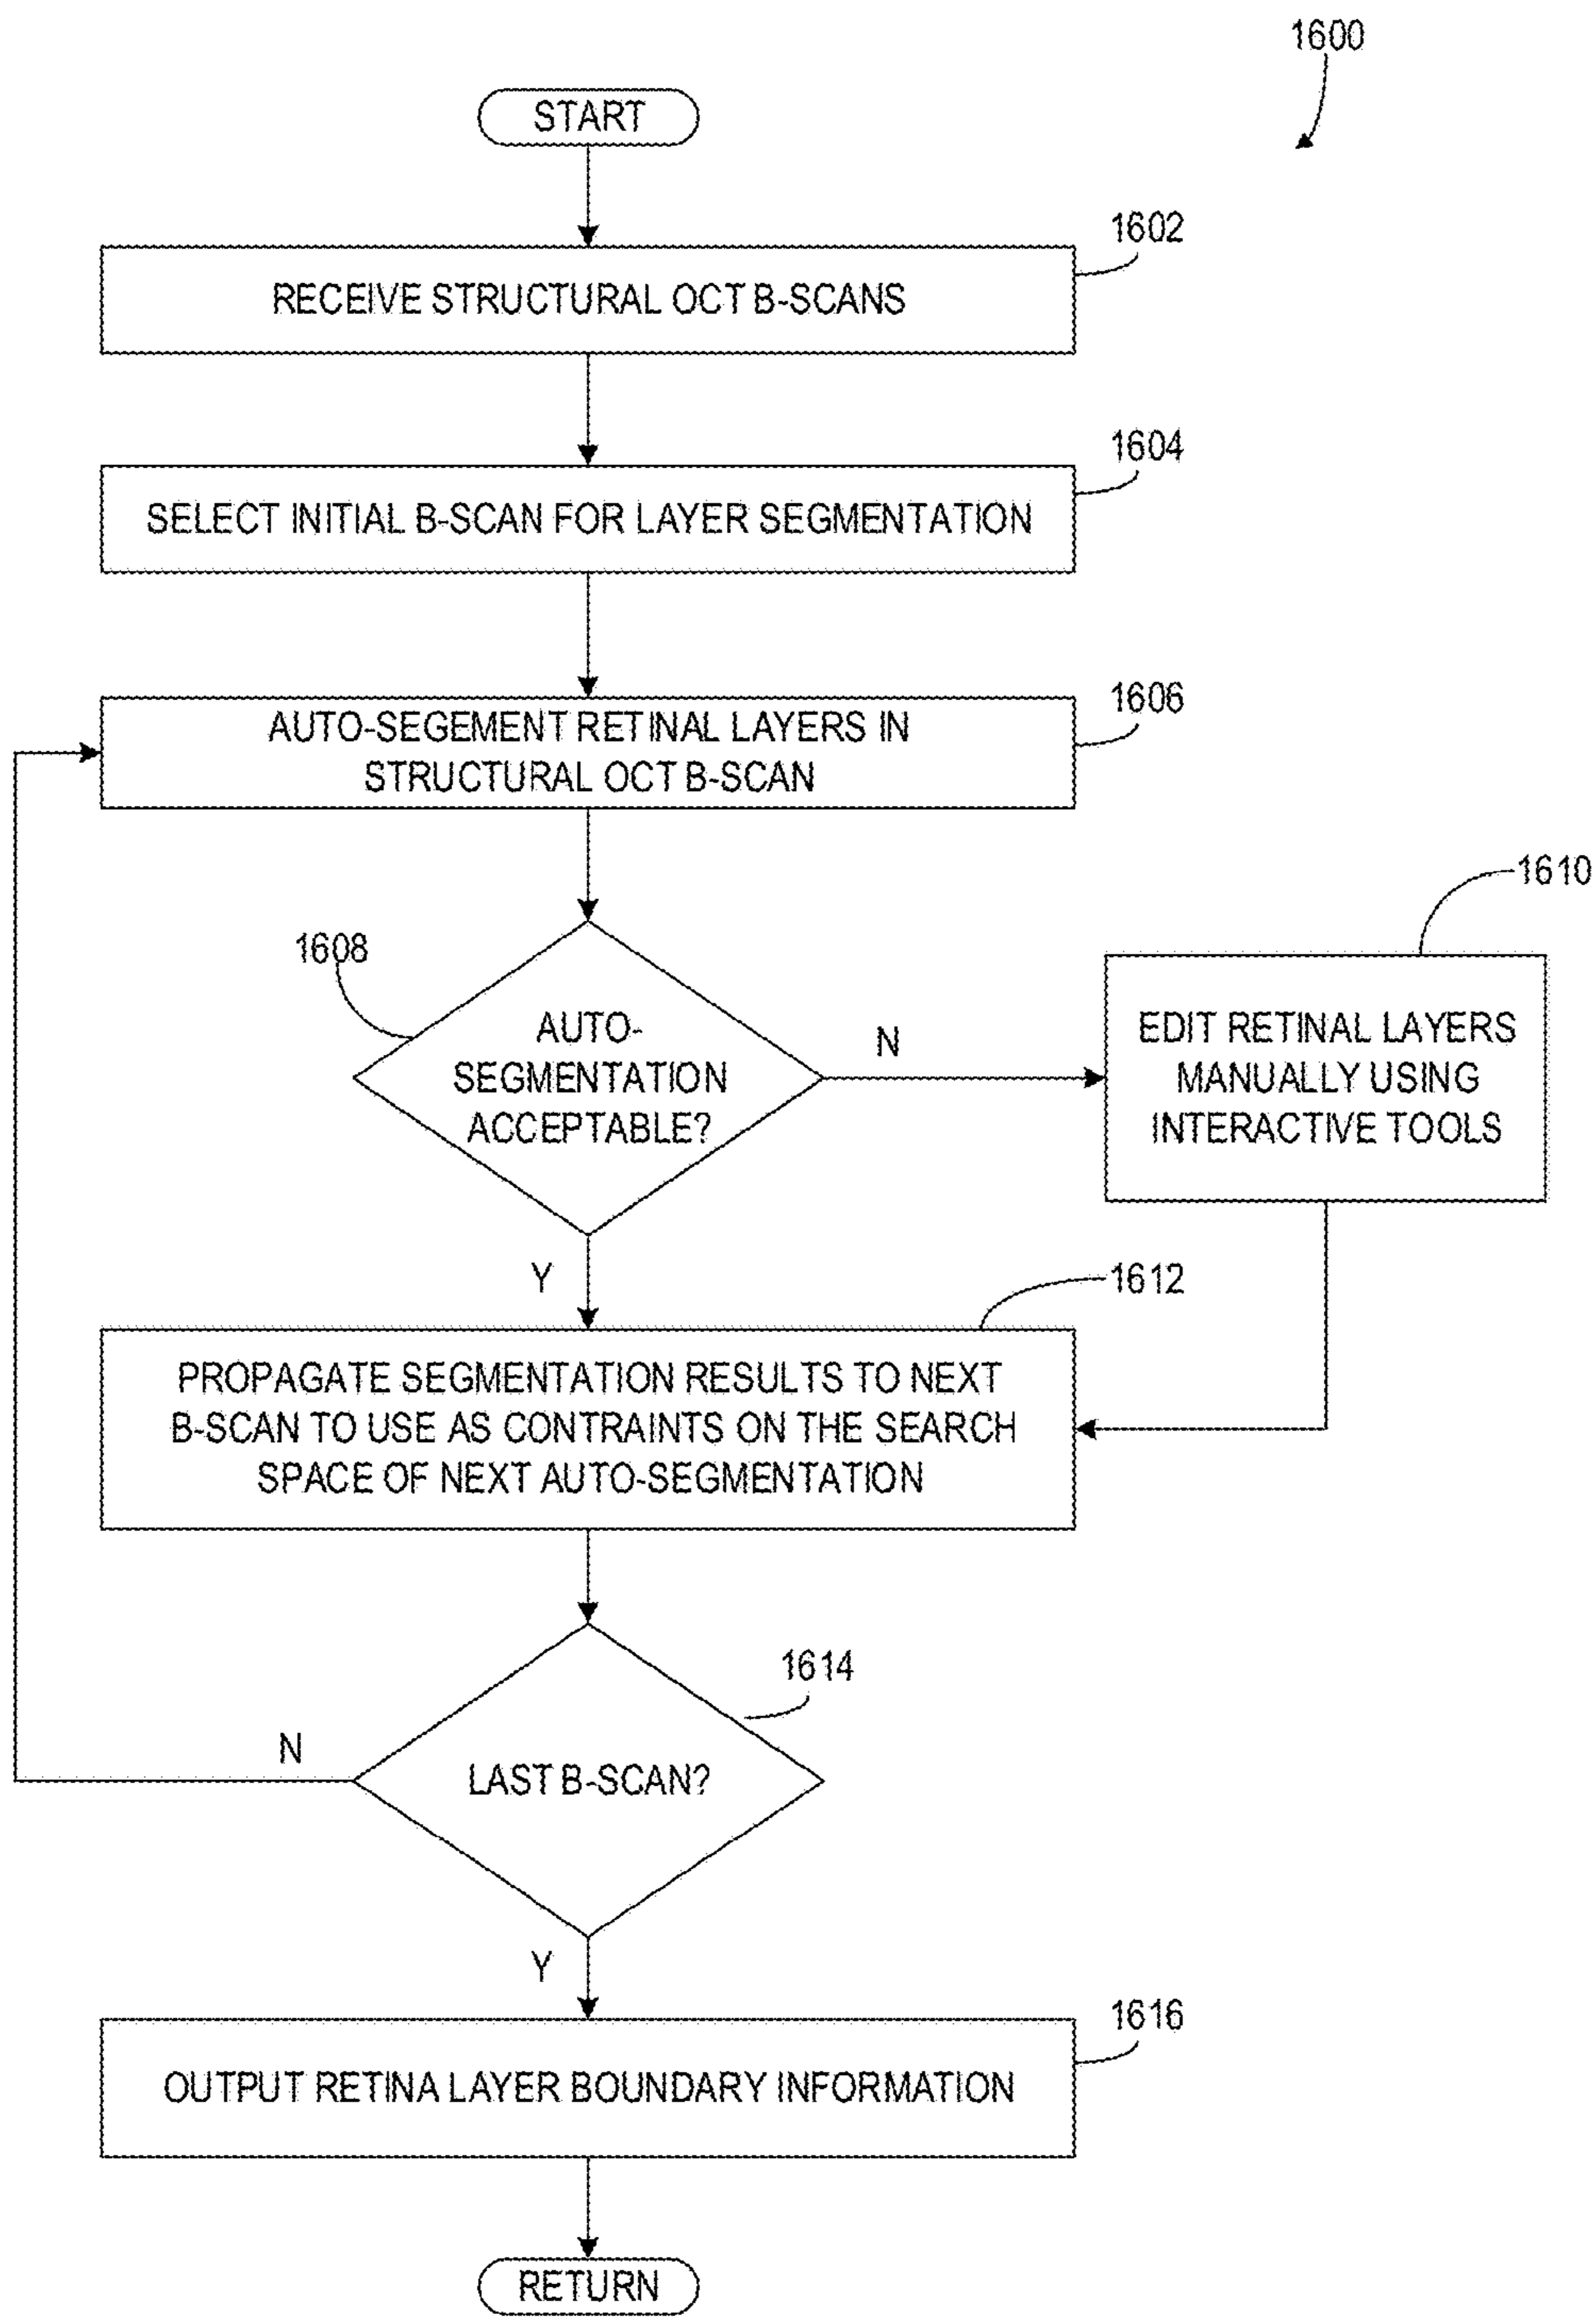 1600
START
1602
RECEIVE STRUCTURAL OCT B-SCANS
1604
SELECT INITIAL B-SCAN FOR LAYER SEGMENTATION
1606
AUTO-SEGEMENT RETINAL LAYERS IN
STRUCTURAL OCT B-SCAN
1608
AUTO-
SEGMENTATION
ACCEPTABLE?
N
1610
EDIT RETINAL LAYERS
MANUALLY USING
INTERACTIVE TOOLS
Y
1612
PROPAGATE SEGMENTATION RESULTS TO NEXT
B-SCAN TO USE AS CONTRAINTS ON THE SEARCH
SPACE OF NEXT AUTO-SEGMENTATION
1614
LAST B-SCAN?
N
Y
1616
OUTPUT RETINA LAYER BOUNDARY INFORMATION
RETURN